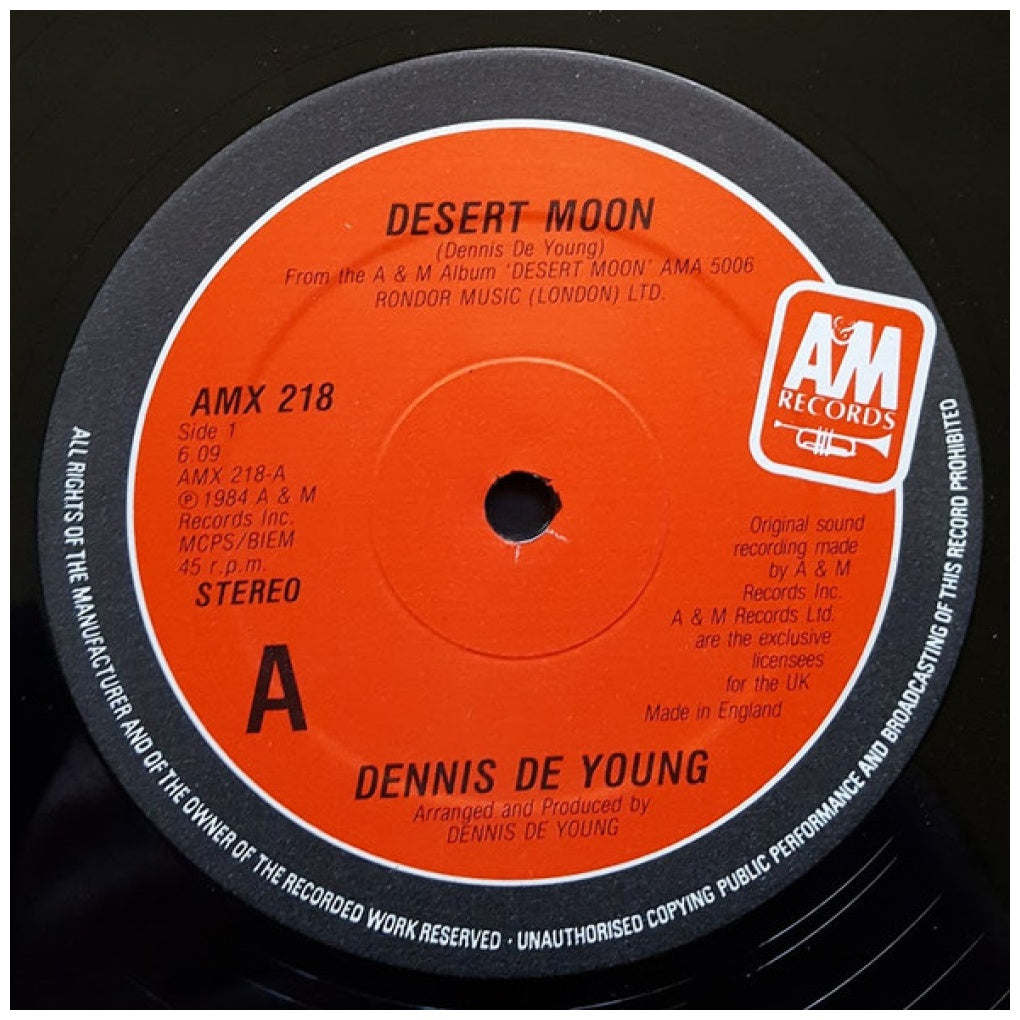 DESERT MOON
(Dennis De Young)
From the A & M Album 'DESERT MOON' AMA 5006
RONDOR MUSIC (LONDON) LTD.
A&M
RECORDS
AMX 218
Side 1
6.09
AMX 218-A
℗ 1984 A & M
Records Inc.
MCPS/BIEM
45 r.p.m.
STEREO
A
Original sound
recording made
by A & M
Records Inc.
A & M Records Ltd.
are the exclusive
licensees
for the UK
Made in England
DENNIS DE YOUNG
Arranged and Produced by
DENNIS DE YOUNG
ALL RIGHTS OF THE MANUFACTURER AND OF THE OWNER OF THE RECORDED WORK RESERVED · UNAUTHORISED COPYING PUBLIC PERFORMANCE AND BROADCASTING OF THIS RECORD PROHIBITED